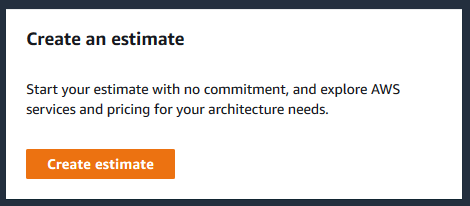 Create an estimate
Start your estimate with no commitment, and explore AWS
services and pricing for your architecture needs.
Create estimate